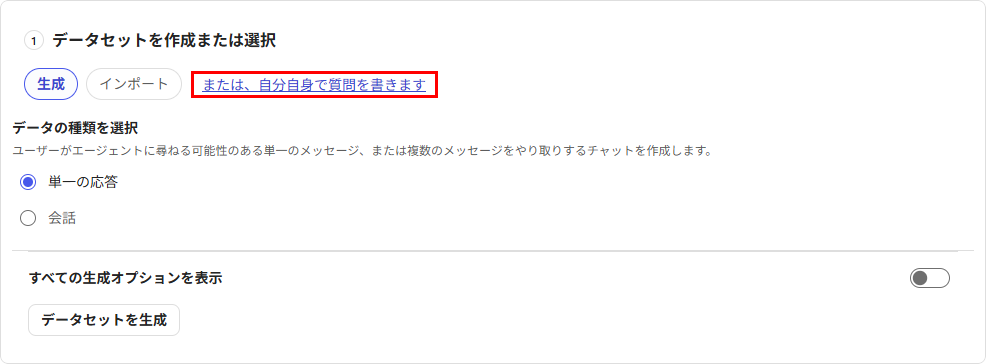 1 データセットを作成または選択
生成 インポート または、自分自身で質問を書きます
データの種類を選択
ユーザーがエージェントに尋ねる可能性のある単一のメッセージ、または複数のメッセージをやり取りするチャットを作成します。
単一の応答
会話
すべての生成オプションを表示
データセットを生成